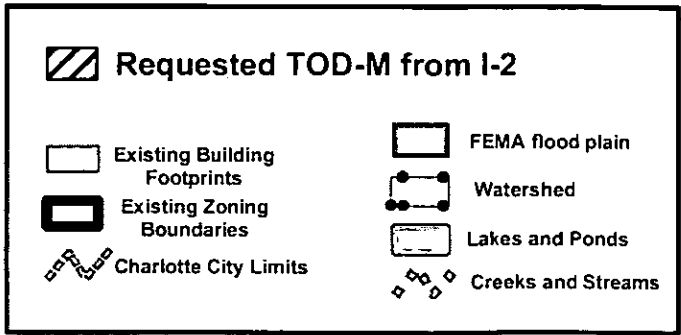 Requested TOD-M from I-2
Existing Building
Footprints
Existing Zoning
Boundaries
Charlotte City Limits
FEMA flood plain
Watershed
Lakes and Ponds
Creeks and Streams